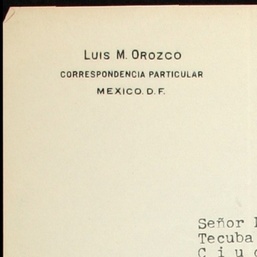 LUIS M. OROZCO
CORRESPONDENCIA PARTICULAR
MEXICO. D. F.
Señor
Tecuba
C i u